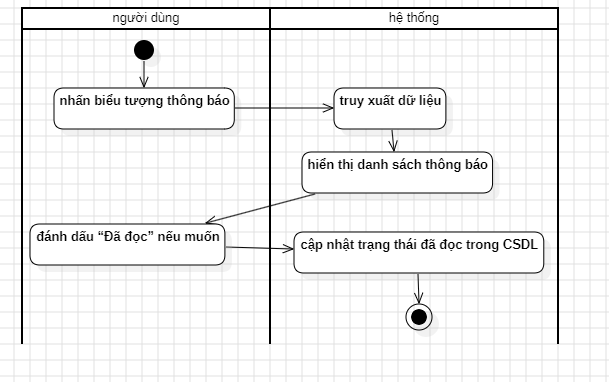 người dùng
hệ thống
nhấn biểu tượng thông báo
truy xuất dữ liệu
hiển thị danh sách thông báo
đánh dấu “Đã đọc” nếu muốn
cập nhật trạng thái đã đọc trong CSDL